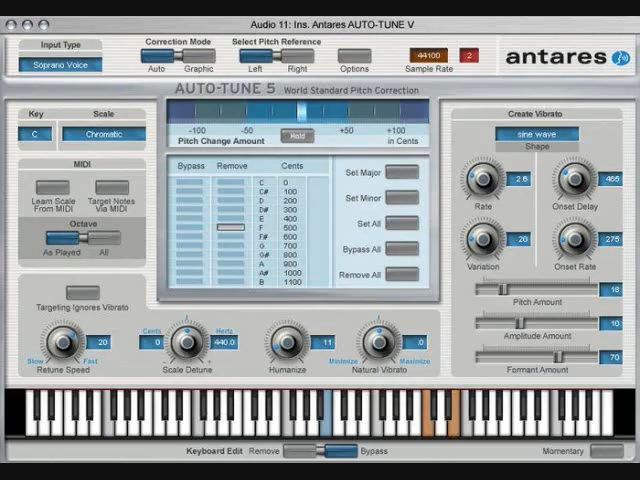 Audio 11: Ins. Antares AUTO-TUNE V
Input Type
Soprano Voice
Correction Mode
Auto Graphic
Select Pitch Reference
Left Right
Options
44100
Sample Rate
2
antares
AUTO-TUNE 5 World Standard Pitch Correction
Key Scale
C Chromatic
-100 -50 Hold +50 +100
Pitch Change Amount in Cents
MIDI
Learn Scale From MIDI
Target Notes Via MIDI
Octave
As Played All
Bypass Remove Cents
C 0
C# 100
D 200
D# 300
E 400
F 500
F# 600
G 700
G# 800
A 900
A# 1000
B 1100
Set Major
Set Minor
Set All
Bypass All
Remove All
Create Vibrato
sine wave
Shape
2.6
Rate
465
Onset Delay
20
Variation
275
Onset Rate
18
Pitch Amount
10
Amplitude Amount
70
Formant Amount
Targeting Ignores Vibrato
20
Slow Fast
Retune Speed
Cents Hertz
0 440.0
- +
Scale Detune
11
Humanize
.0
Minimize Maximize
Natural Vibrato
Keyboard Edit Remove Bypass
Momentary